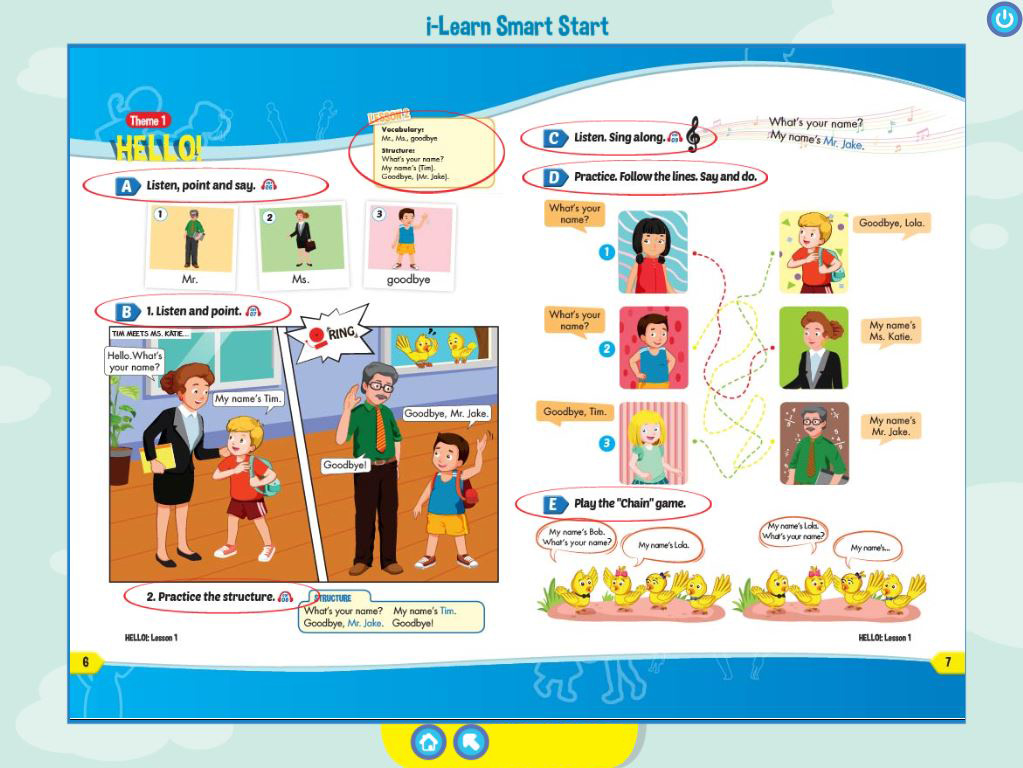 i-Learn Smart Start
Theme 1
HELLO!
LESSON 2
Vocabulary:
Mr., Ms., goodbye
Structure:
What's your name?
My name's (Tim).
Goodbye, (Mr. Jake).
A Listen, point and say. 06
1
Mr.
2
Ms.
3
goodbye
B 1. Listen and point. 07
TIM MEETS MS. KATIE...
Hello.What's
your name?
My name's Tim.
RING
Goodbye!
Goodbye, Mr. Jake.
2. Practice the structure. 08
STRUCTURE
What's your name? My name's Tim.
Goodbye, Mr. Jake. Goodbye!
HELLO!: Lesson 1
6
C Listen. Sing along. 09
What's your name?
My name's Mr. Jake.
D Practice. Follow the lines. Say and do.
What's your
name?
1
Goodbye, Lola.
What's your
name?
2
My name's
Ms. Katie.
Goodbye, Tim.
3
My name's
Mr. Jake.
E Play the "Chain" game.
My name's Bob.
What's your name?
My name's Lola.
My name's Lola.
What's your name?
My name's...
HELLO!: Lesson 1
7